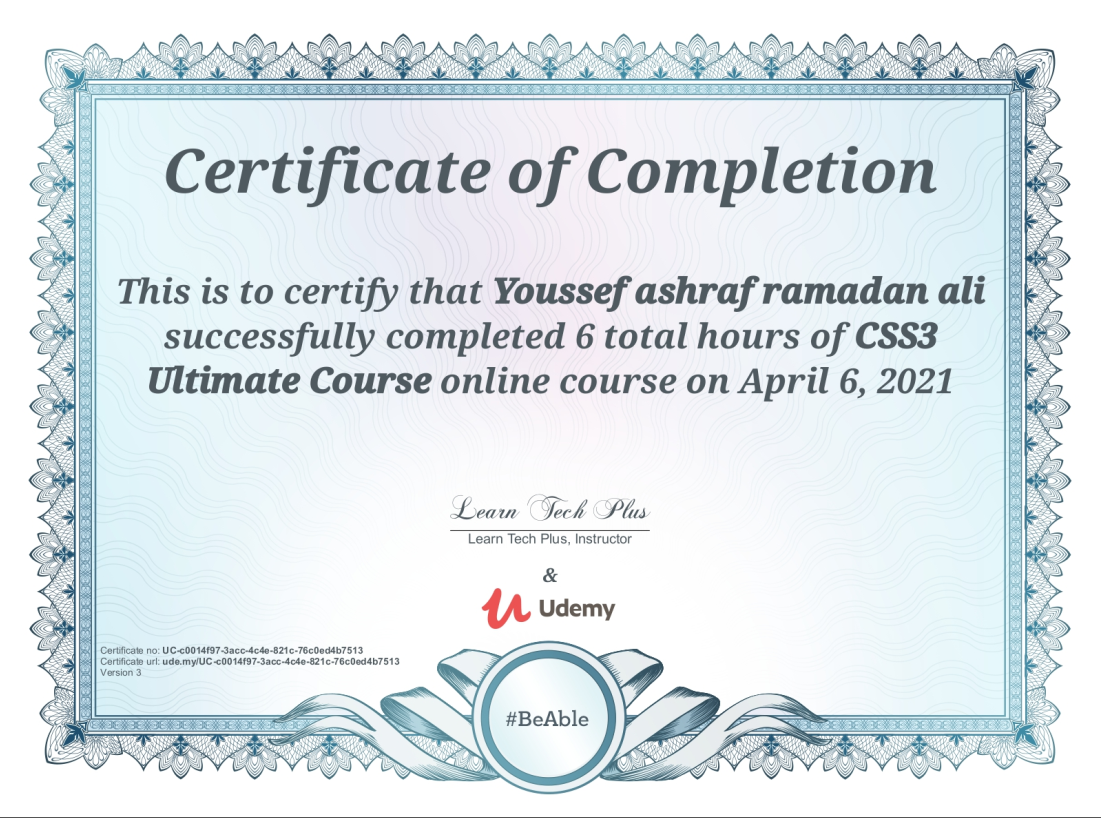 Certificate of Completion
This is to certify that Youssef ashraf ramadan ali
successfully completed 6 total hours of CSS3
Ultimate Course online course on April 6, 2021
Learn Tech Plus
Learn Tech Plus, Instructor
&
Udemy
Certificate no: UC-c0014f97-3acc-4c4e-821c-76c0ed4b7513
Certificate url: ude.my/UC-c0014f97-3acc-4c4e-821c-76c0ed4b7513
Version 3
#BeAble